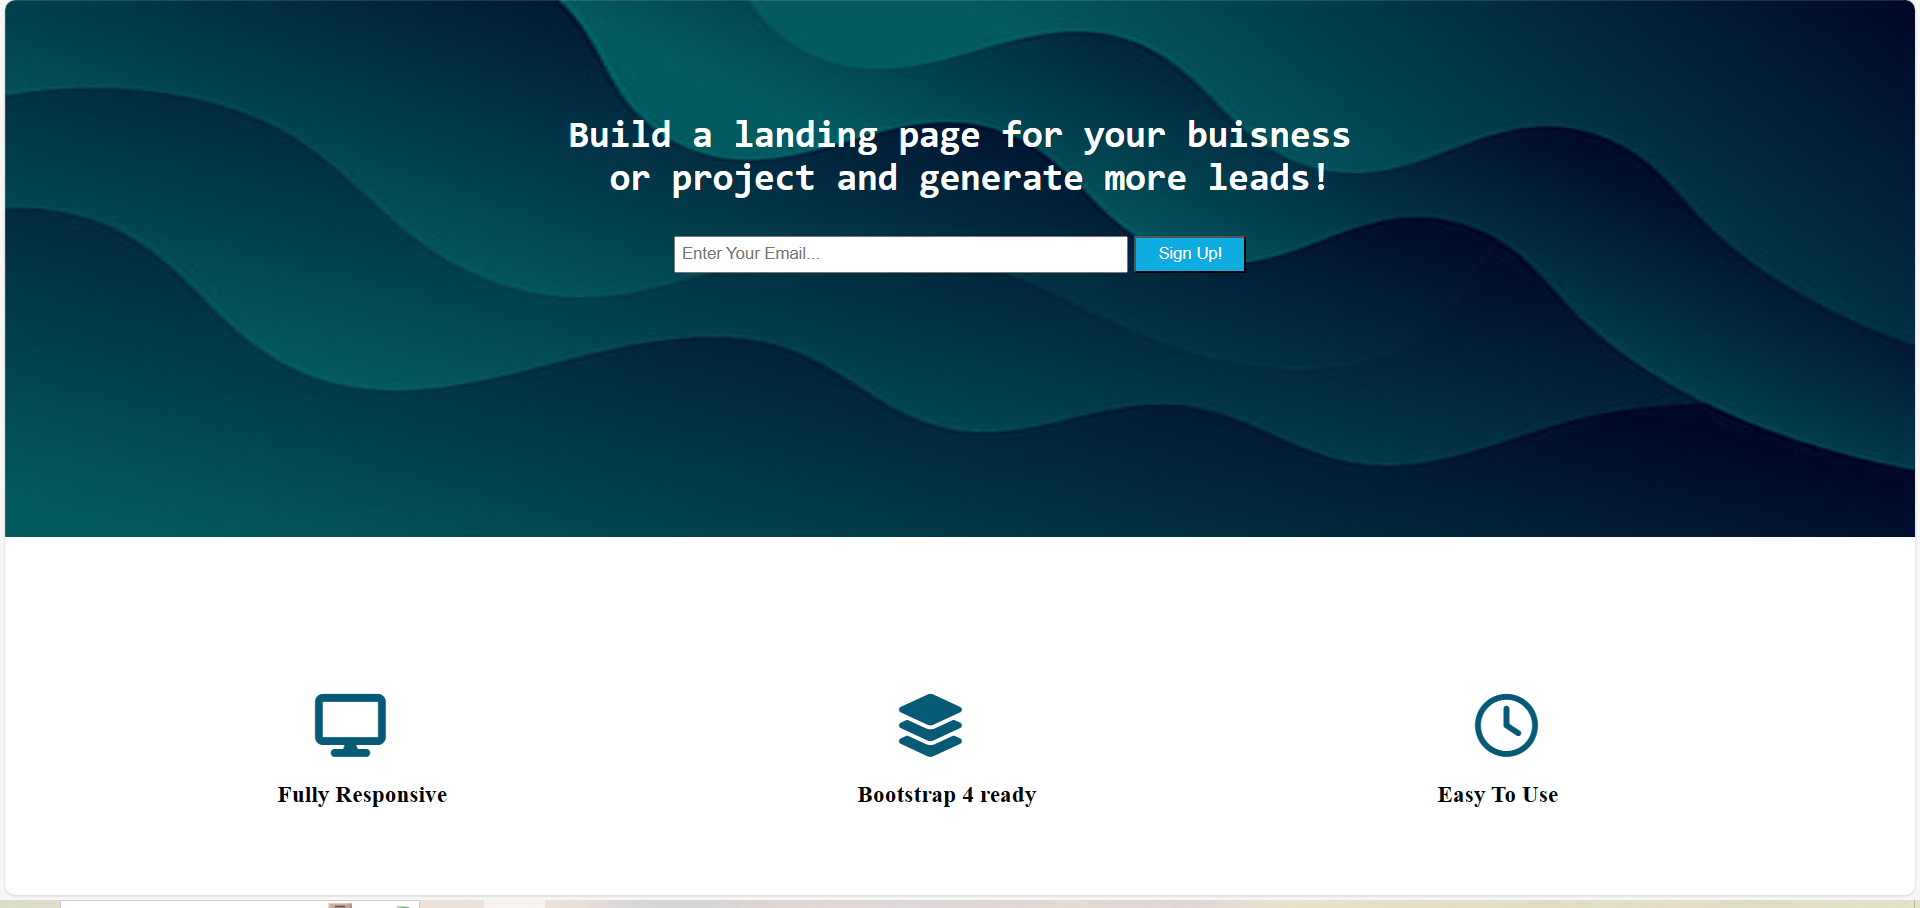 Build a landing page for your buisness
or project and generate more leads!
Enter Your Email...
Sign Up!
Fully Responsive
Bootstrap 4 ready
Easy To Use